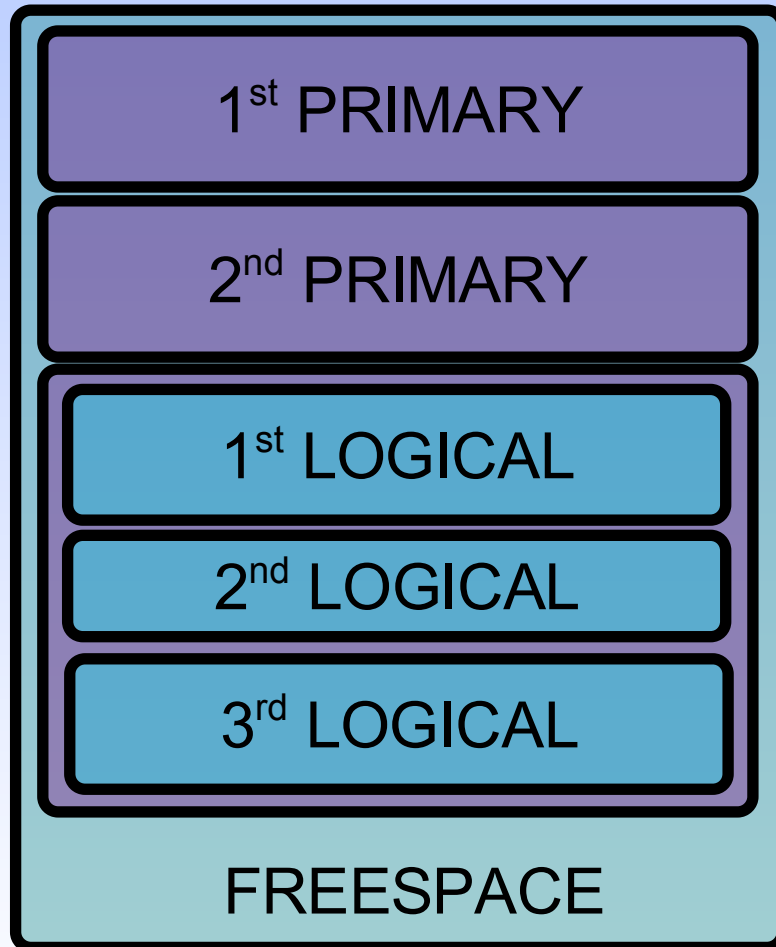 1st PRIMARY
2nd PRIMARY
1st LOGICAL
2nd LOGICAL
3rd LOGICAL
FREESPACE